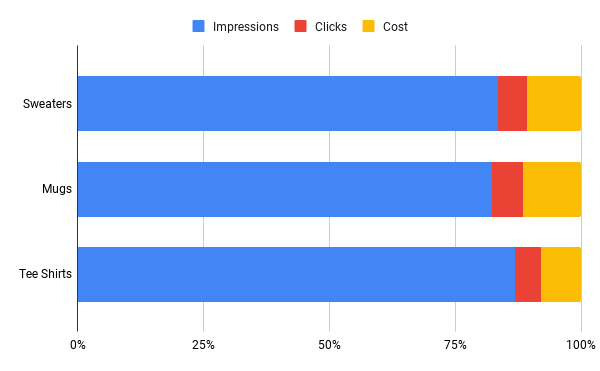 Impressions Clicks Cost
Sweaters
Mugs
Tee Shirts
0% 25% 50% 75% 100%